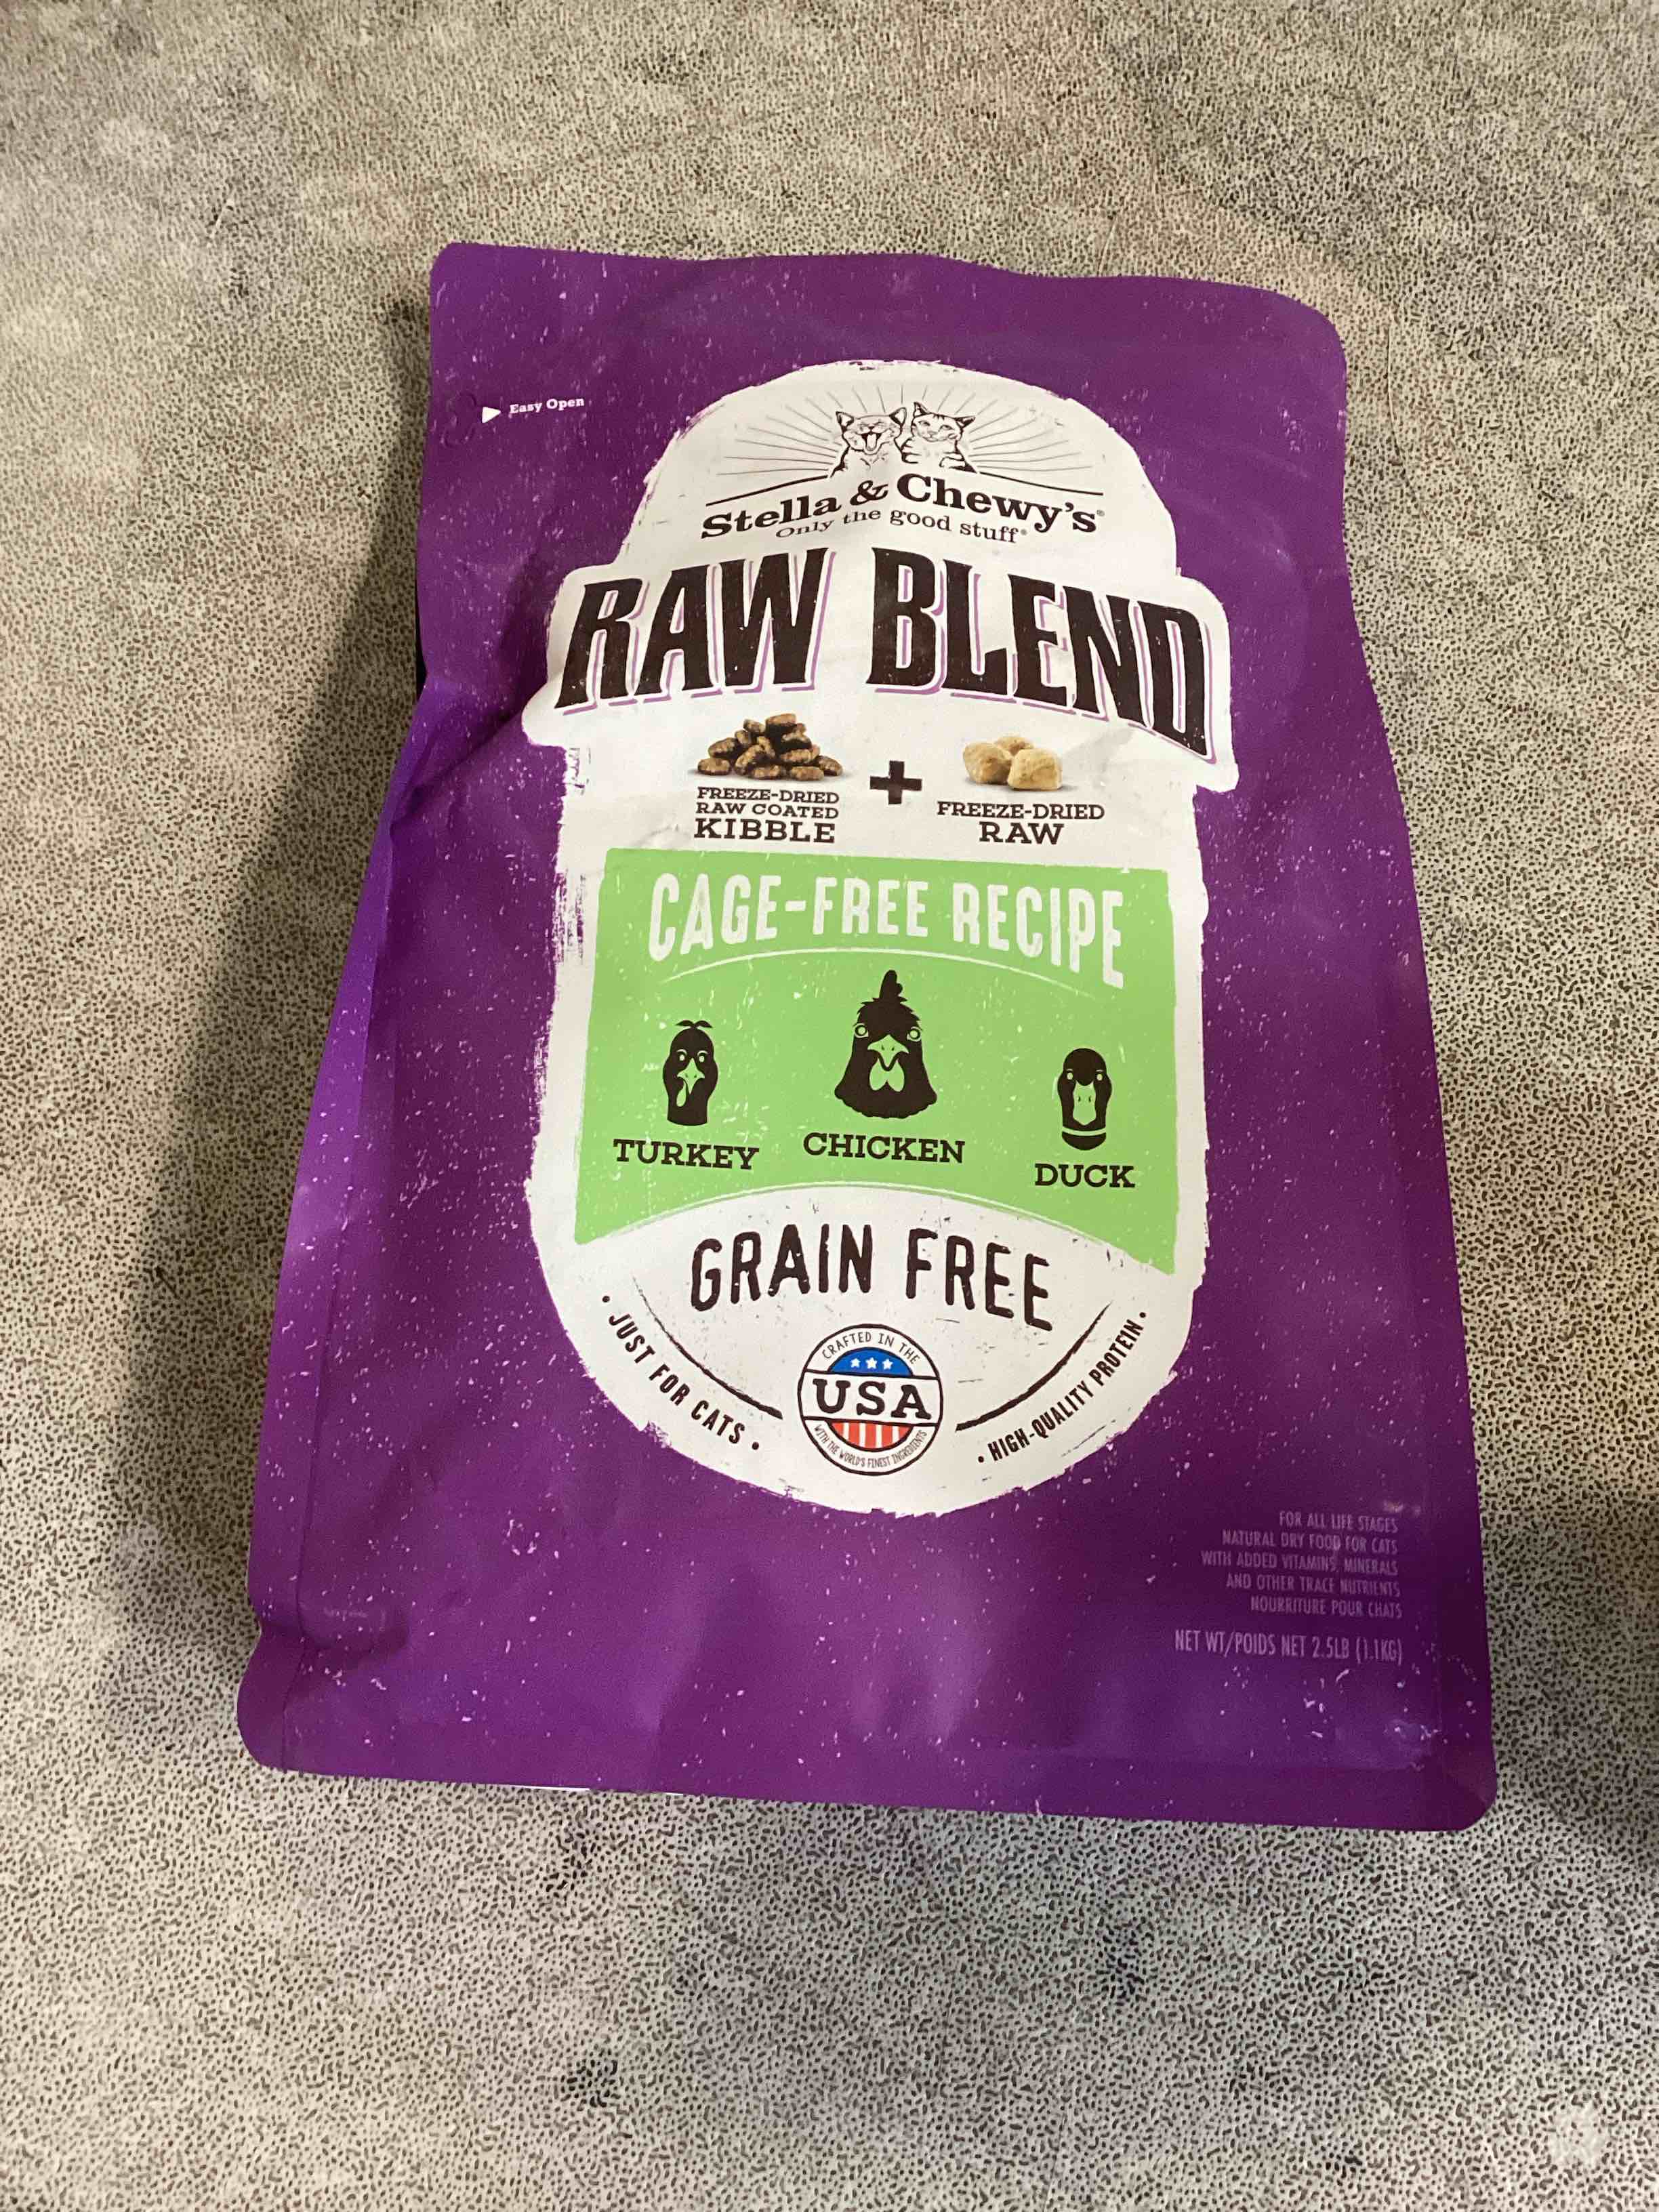 Easy Open
Stella & Chewy's®
Only the good stuff®
RAW BLEND
FREEZE-DRIED
RAW COATED
KIBBLE
+
FREEZE-DRIED
RAW
CAGE-FREE RECIPE
TURKEY
CHICKEN
DUCK
GRAIN FREE
• JUST FOR CATS •
CRAFTED IN THE
USA
WITH THE WORLD'S FINEST INGREDIENTS
• HIGH-QUALITY PROTEIN •
FOR ALL LIFE STAGES
NATURAL DRY FOOD FOR CATS
WITH ADDED VITAMINS, MINERALS
AND OTHER TRACE NUTRIENTS
NOURRITURE POUR CHATS
NET WT/POIDS NET 2.5LB (1.1KG)